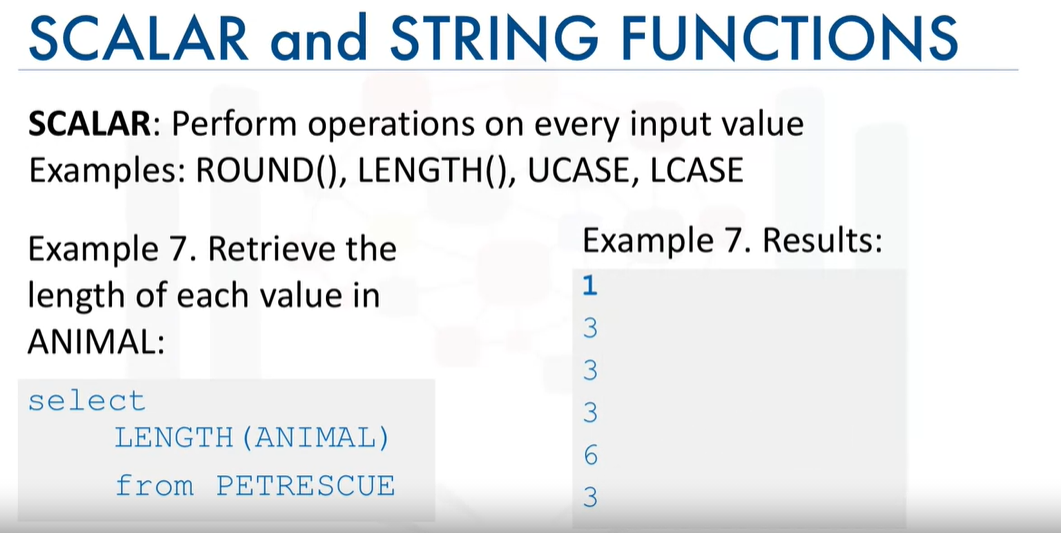 SCALAR and STRING FUNCTIONS
SCALAR: Perform operations on every input value
Examples: ROUND(), LENGTH(), UCASE, LCASE
Example 7. Retrieve the
length of each value in
ANIMAL:
select
LENGTH(ANIMAL)
from PETRESCUE
Example 7. Results:
1
3
3
3
6
3